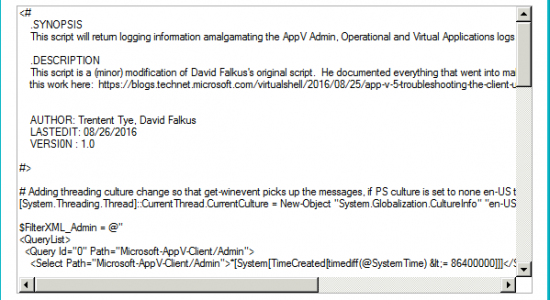 <#
.SYNOPSIS
This script will return logging information amalgamating the AppV Admin, Operational and Virtual Applications logs
.DESCRIPTION
This script is a (minor) modification of David Falkus's original script. He documented everything that went into
this work here: https://blogs.technet.microsoft.com/virtualshell/2016/08/25/app-v-5-troubleshooting-the-client-
AUTHOR: Trentent Tye, David Falkus
LASTEDIT: 08/26/2016
VERSION : 1.0
#>
# Adding threading culture change so that get-winevent picks up the messages, if PS culture is set to none en-US
[System.Threading.Thread]::CurrentThread.CurrentCulture = New-Object "System.Globalization.CultureInfo" "en-US
$FilterXML_Admin = @"
<QueryList>
<Query Id="0" Path="Microsoft-AppV-Client/Admin">
<Select Path="Microsoft-AppV-Client/Admin">*[System[TimeCreated[timediff(@SystemTime) &lt;= 86400000]]]</S